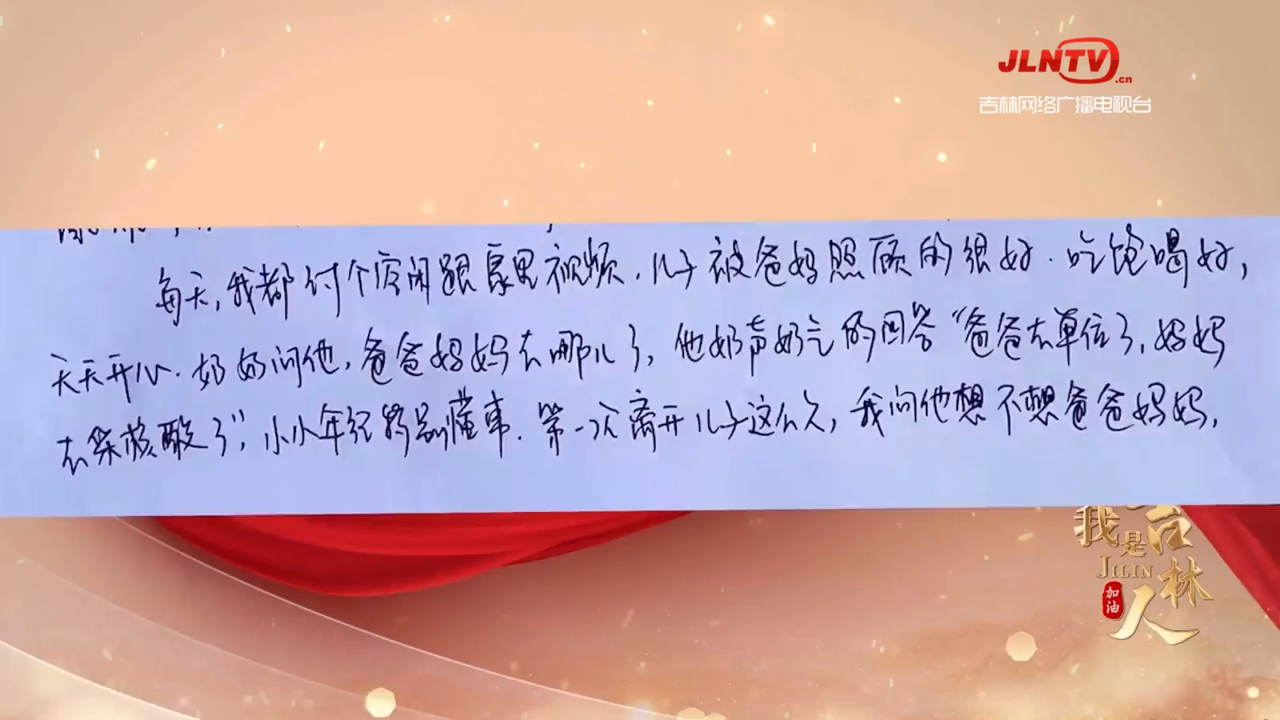 JLNTV.cn
吉林网络广播电视台
每天，我都付个空闲跟家里视频，儿子被爸妈照顾的很好．吃饱喝好，
天天开心．奶奶问他，爸爸妈妈去哪儿了，他奶声奶气的回答“爸爸去单位了，妈妈
去采核酸了”，小小年纪特别懂事．第一次离开儿子这么久，我问他想不想爸爸妈妈，
我是吉林人
JILIN
加油